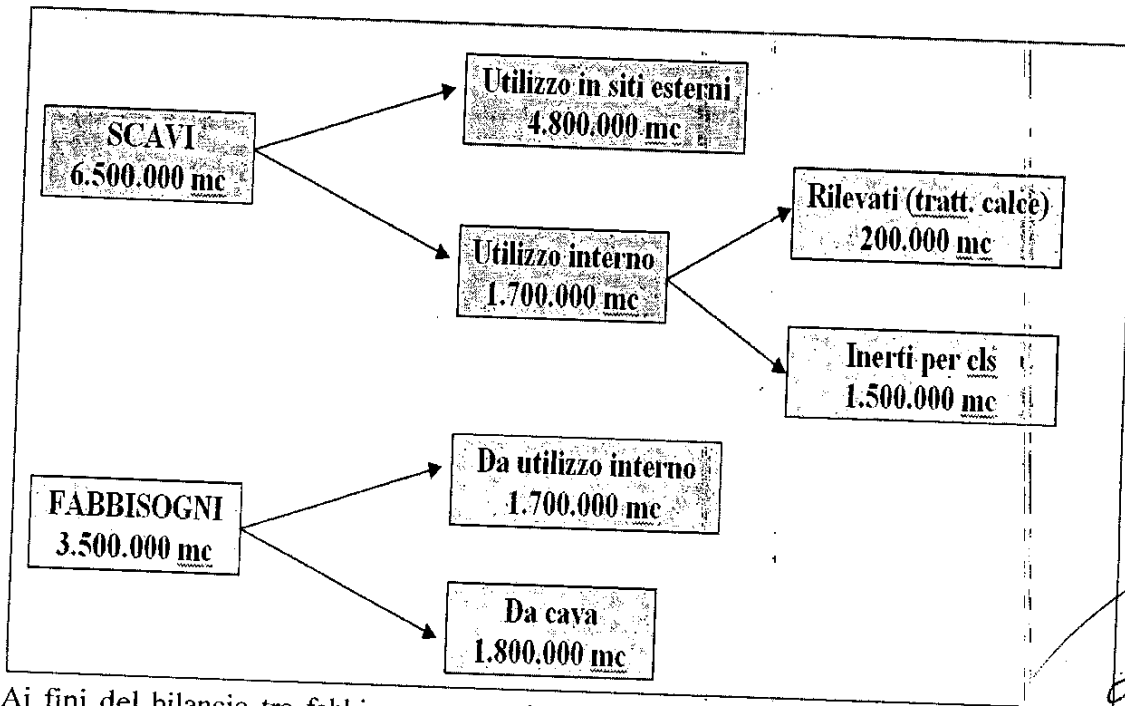 SCAVI
6.500.000 mc
Utilizzo in siti esterni
4.800.000 mc
Utilizzo interno
1.700.000 mc
Rilevati (tratt. calce)
200.000 mc
Inerti per cls
1.500.000 mc
FABBISOGNI
3.500.000 mc
Da utilizzo interno
1.700.000 mc
Da cava
1.800.000 mc
Ai fini del bilancio tra